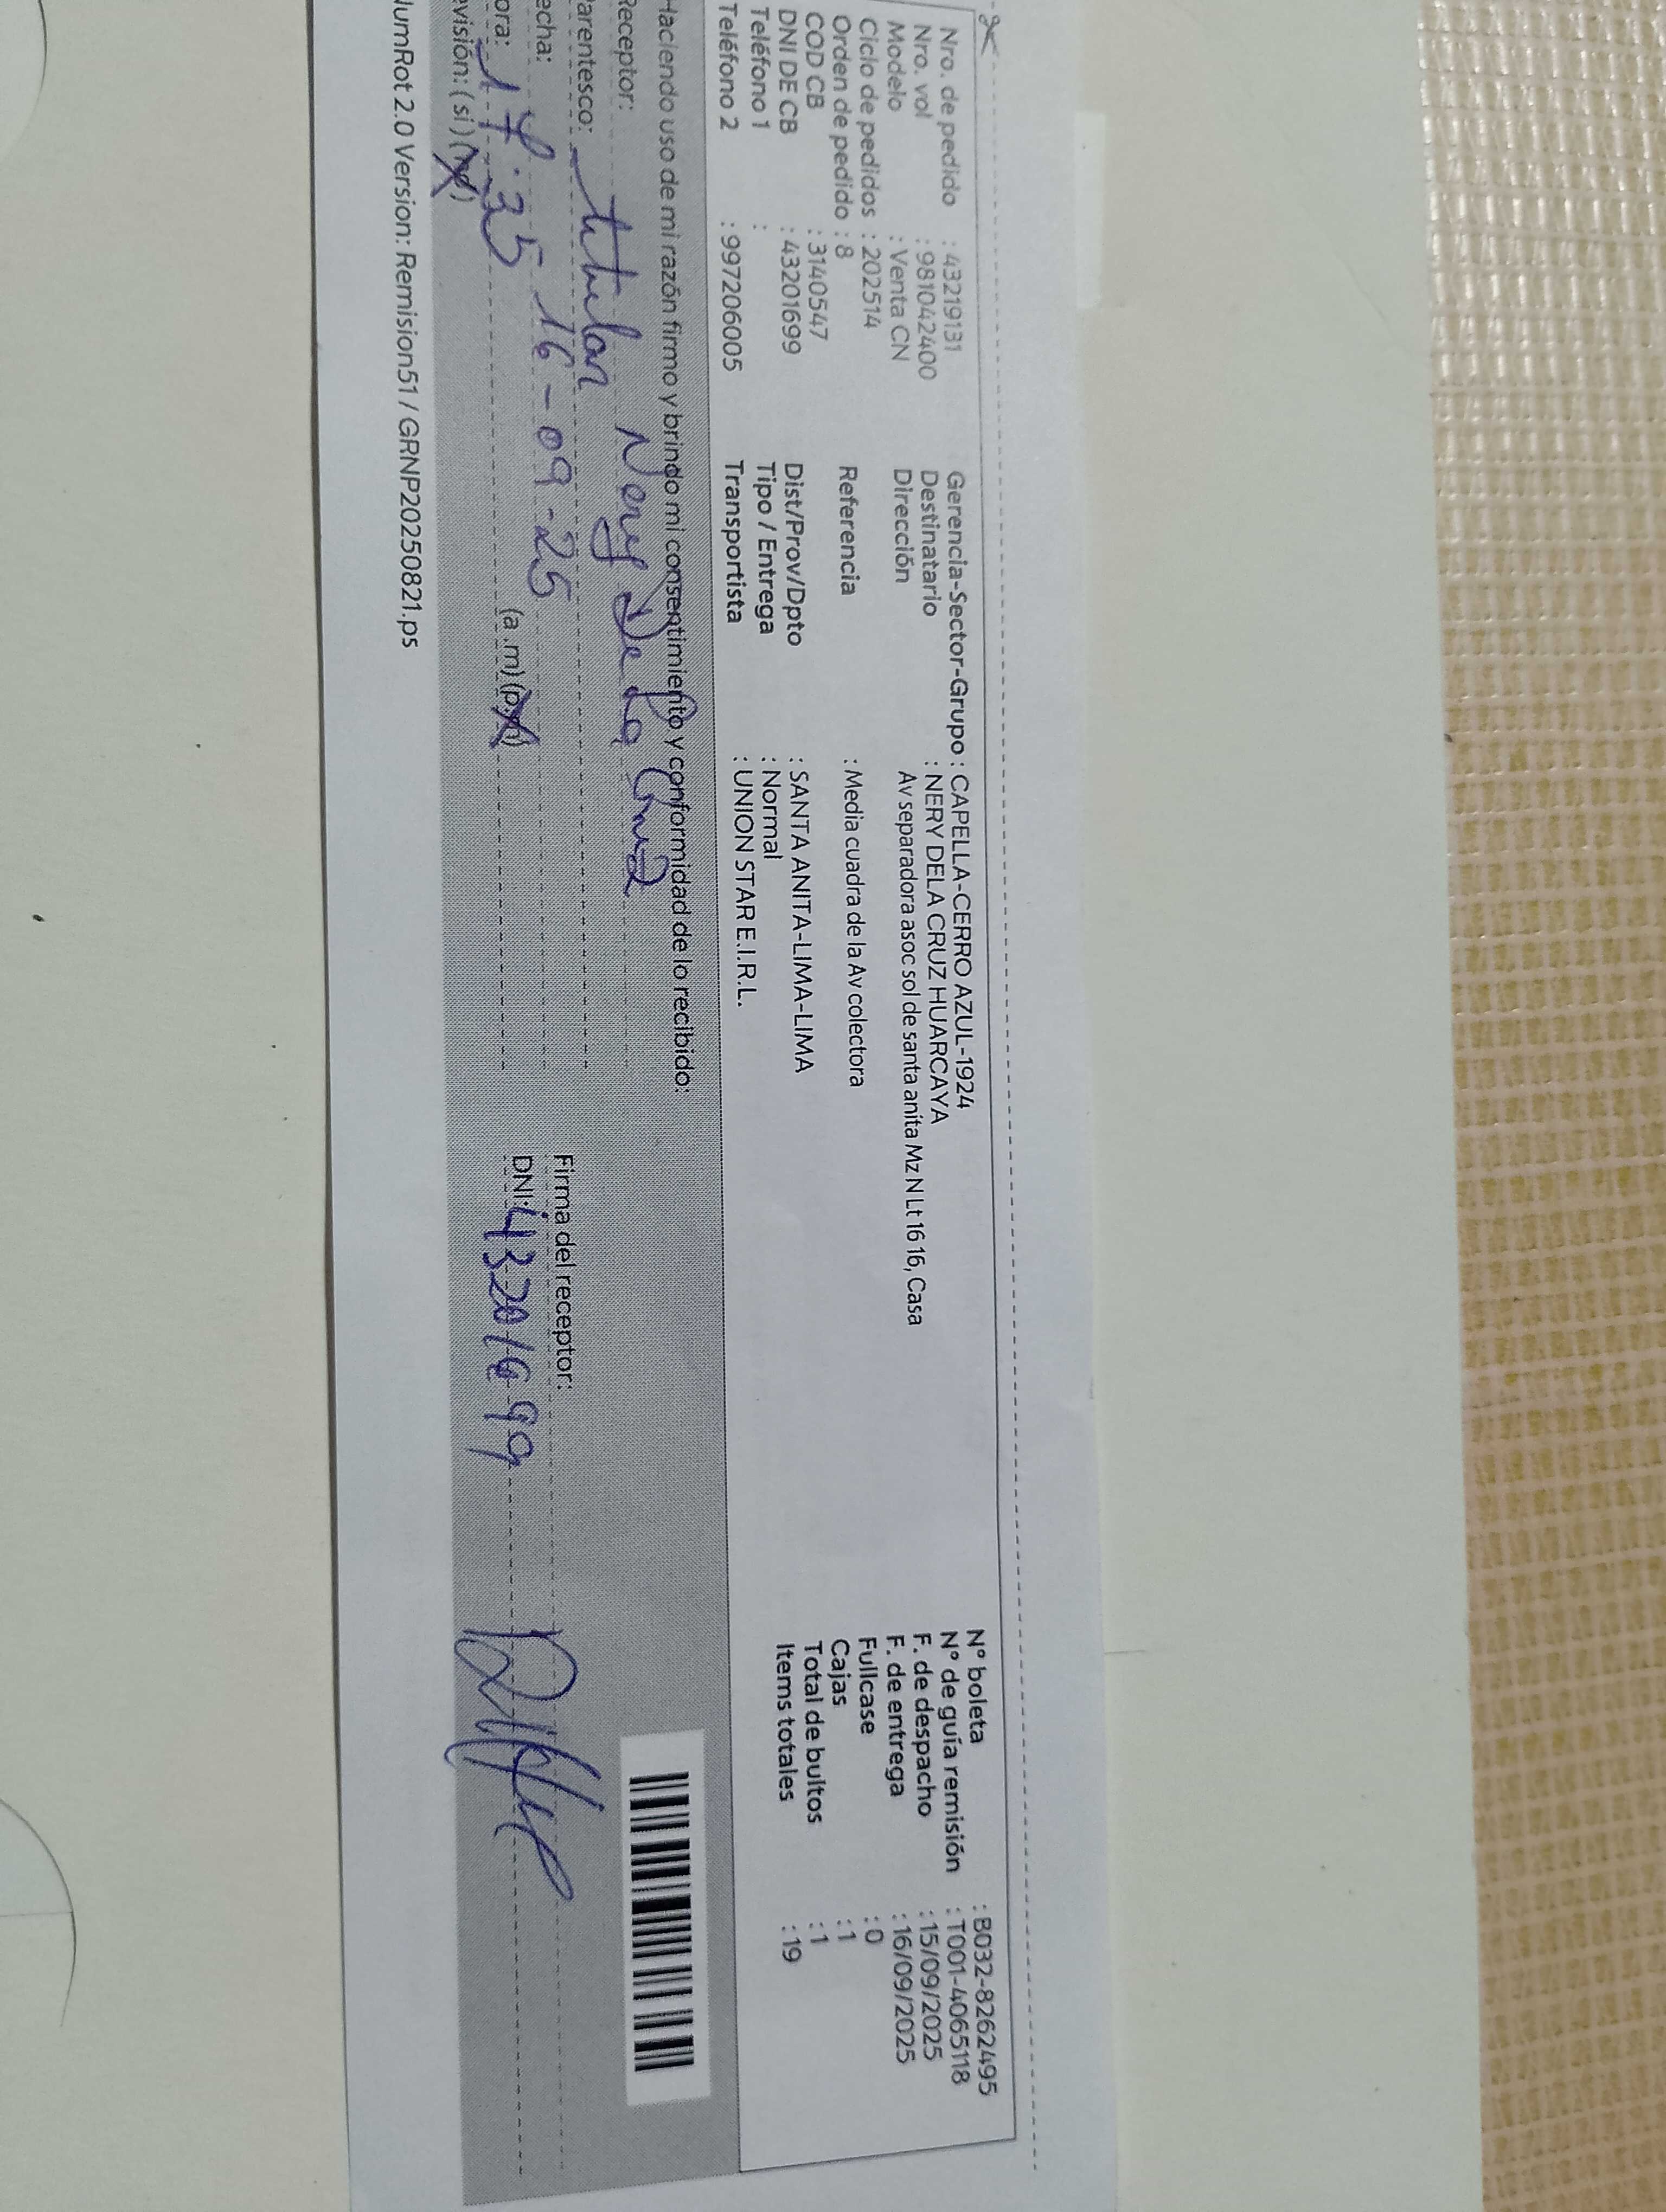 Nro. de pedido : 43219131
Nro. vol : 981042400
Modelo : Venta CN
Ciclo de pedidos : 202514
Orden de pedido : 8
COD CB : 3140547
DNI DE CB : 43201699
Teléfono 1 :
Teléfono 2 : 997206005
Gerencia-Sector-Grupo : CAPELLA-CERRO AZUL-1924
Destinatario : NERY DELA CRUZ HUARCAYA
Dirección Av separadora asoc sol de santa anita Mz N Lt 16 16, Casa
Referencia : Media cuadra de la Av colectora
Dist/Prov/Dpto : SANTA ANITA-LIMA-LIMA
Tipo / Entrega : Normal
Transportista : UNION STAR E.I.R.L.
N° boleta : B032-8262495
N° de guía remisión : T001-4065118
F. de despacho : 15/09/2025
F. de entrega : 16/09/2025
Fullcase : 0
Cajas : 1
Total de bultos : 1
Items totales : 19
Haciendo uso de mi razón firmo y brindo mi consentimiento y conformidad de lo recibido:
Receptor: Nery De La Cruz
Parentesco: titular
echa: 16-09-25
ora: 17:35 (a.m) (p.m)
evisión: (si) (no)
Firma del receptor:
DNI: 43201699
NumRot 2.0 Version: Remision51 / GRNP20250821.ps